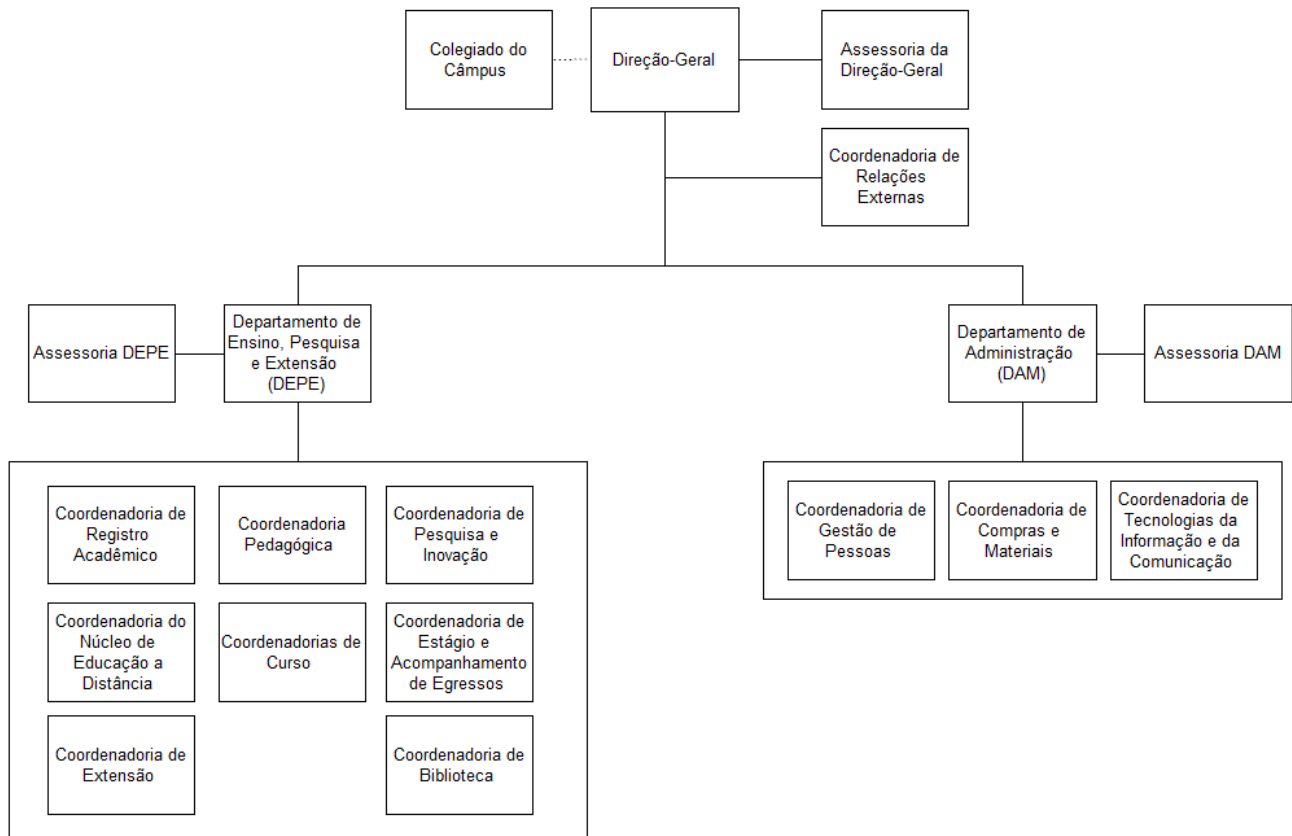 Colegiado do
Câmpus
Direção-Geral
Assessoria da
Direção-Geral
Coordenadoria de
Relações
Externas
Assessoria DEPE
Departamento de
Ensino, Pesquisa
e Extensão
(DEPE)
Departamento de
Administração
(DAM)
Assessoria DAM
Coordenadoria de
Registro
Acadêmico
Coordenadoria
Pedagógica
Coordenadoria de
Pesquisa e
Inovação
Coordenadoria do
Núcleo de
Educação a
Distância
Coordenadorias de
Curso
Coordenadoria de
Estágio e
Acompanhamento
de Egressos
Coordenadoria de
Extensão
Coordenadoria de
Biblioteca
Coordenadoria de
Gestão de
Pessoas
Coordenadoria de
Compras e
Materiais
Coordenadoria de
Tecnologias da
Informação e da
Comunicação